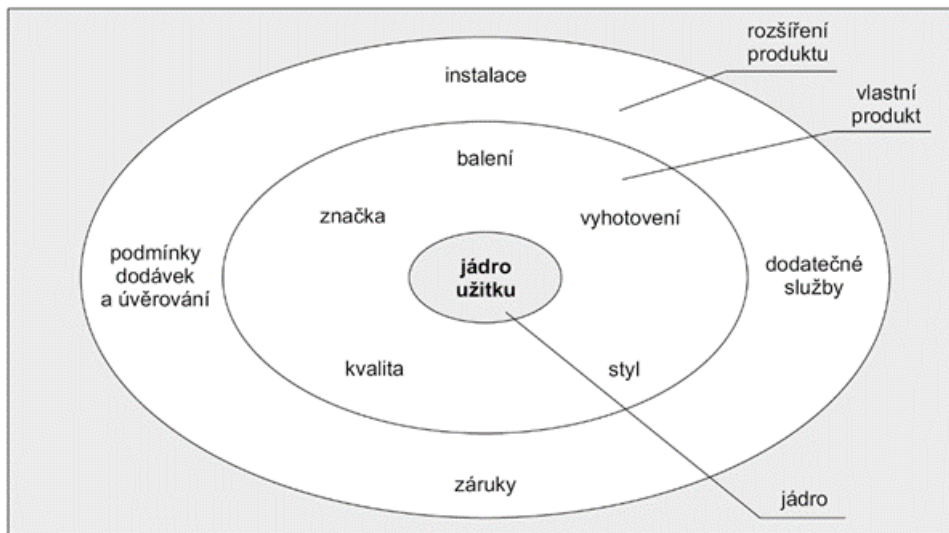 rozšíření
produktu
instalace
vlastní
produkt
balení
značka
vyhotovení
podmínky
dodávek
a úvěrování
jádro
užitku
dodatečné
služby
kvalita
styl
záruky
jádro